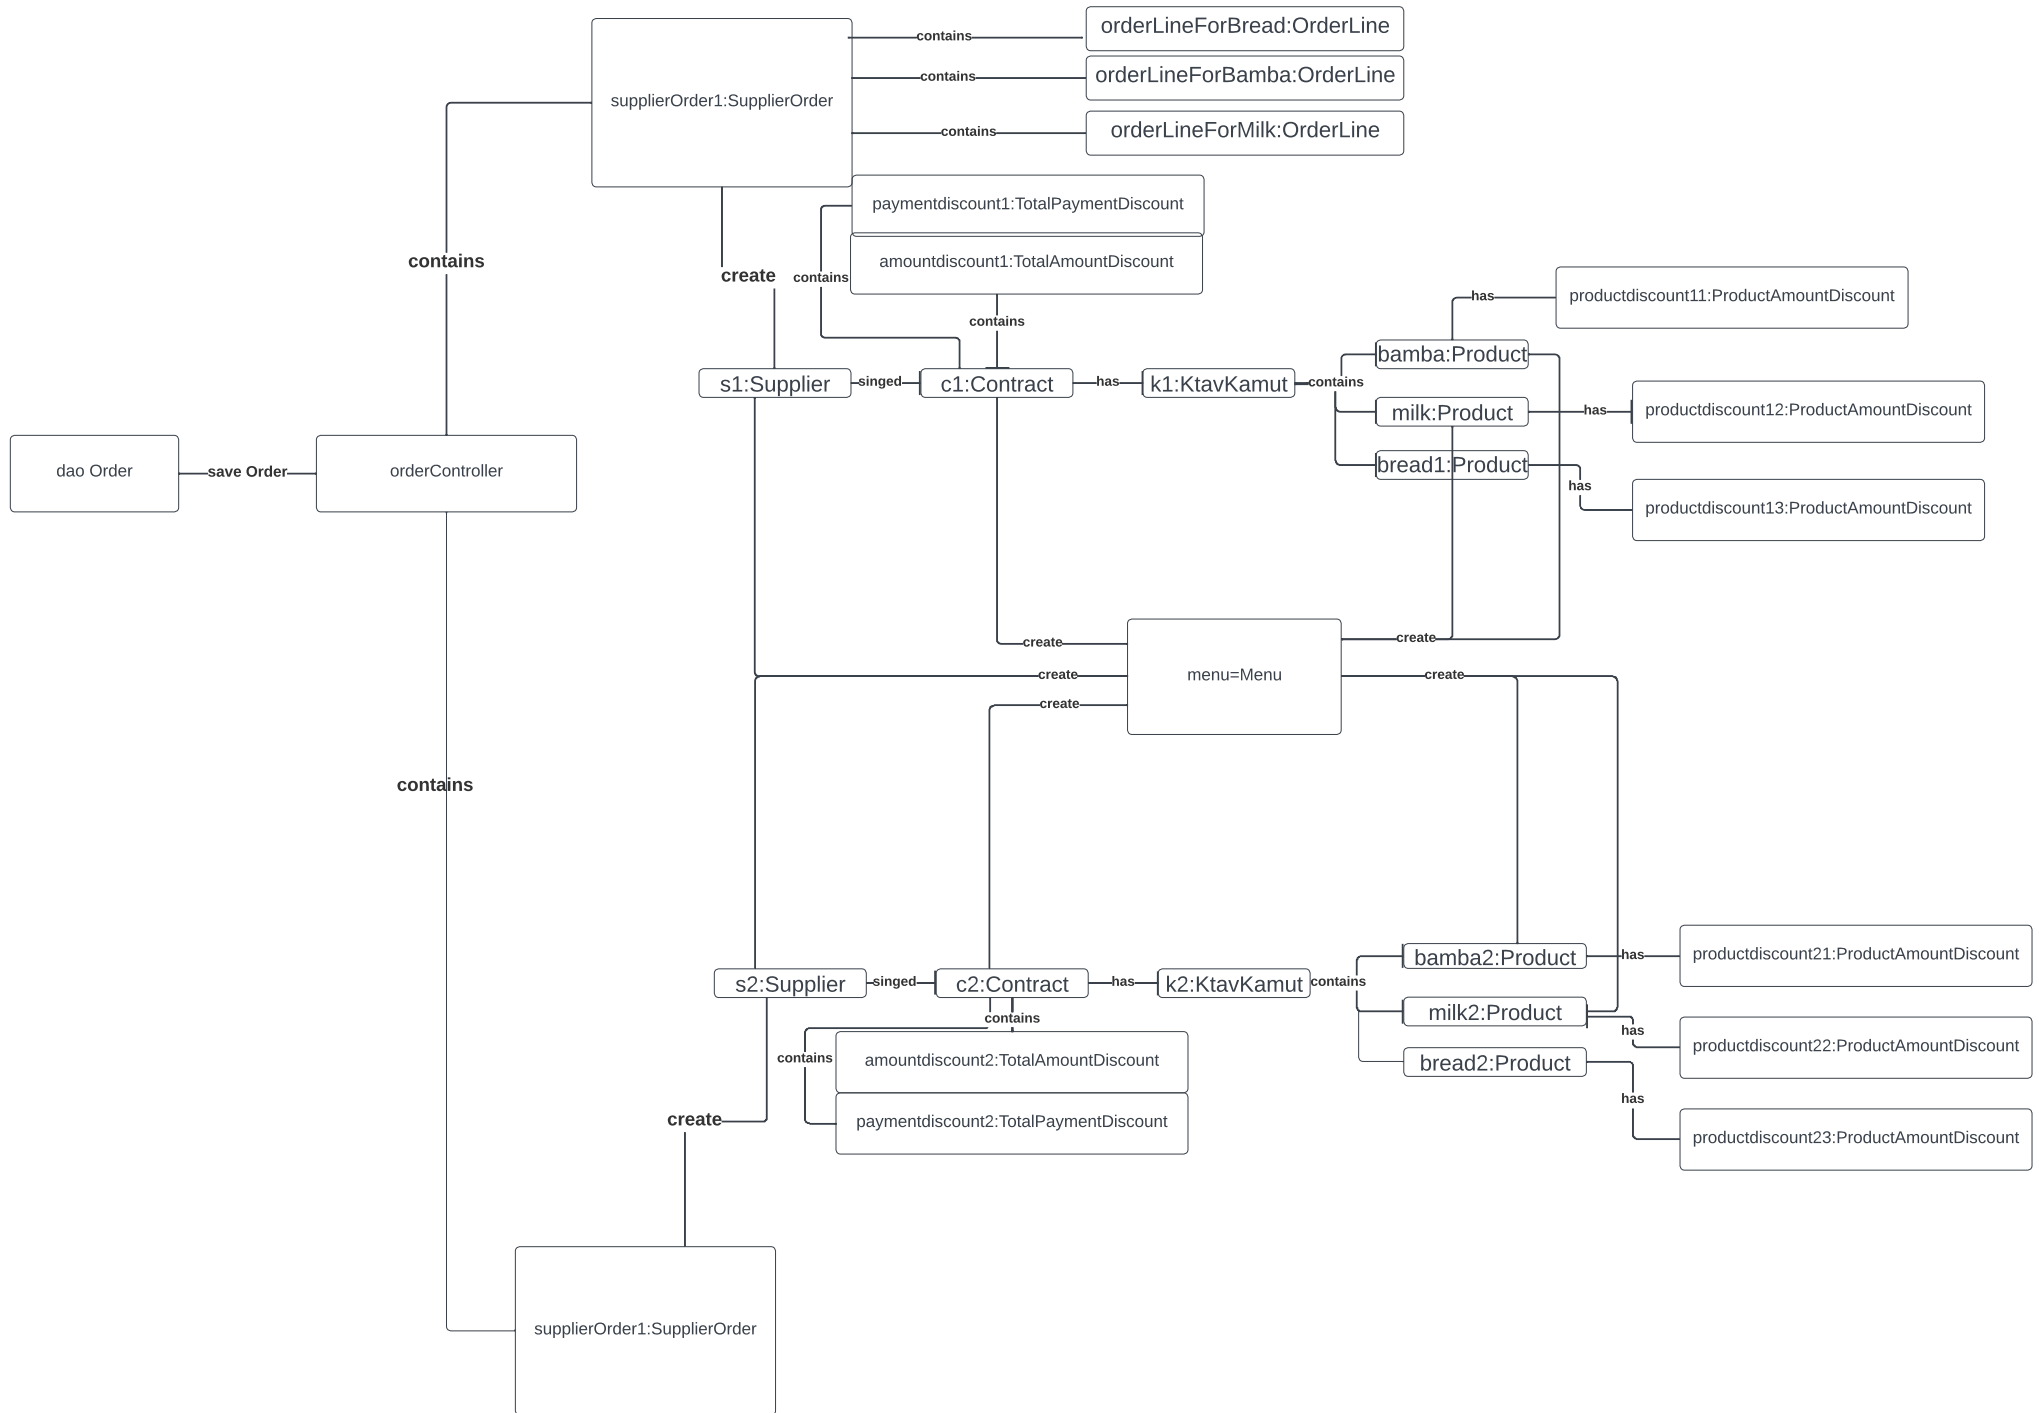 orderLineForBread:OrderLine
contains
orderLineForBamba:OrderLine
contains
supplierOrder1:SupplierOrder
orderLineForMilk:OrderLine
contains
paymentdiscount1:TotalPaymentDiscount
contains
amountdiscount1:TotalAmountDiscount
create
contains
has
productdiscount11:ProductAmountDiscount
contains
bamba:Product
s1:Supplier
singed
c1:Contract
has
k1:KtavKamut
contains
milk:Product
has
productdiscount12:ProductAmountDiscount
bread1:Product
has
productdiscount13:ProductAmountDiscount
dao Order
save Order
orderController
create
create
create
menu=Menu
create
create
contains
bamba2:Product
has
productdiscount21:ProductAmountDiscount
s2:Supplier
singed
c2:Contract
has
k2:KtavKamut
contains
milk2:Product
contains
has
productdiscount22:ProductAmountDiscount
contains
amountdiscount2:TotalAmountDiscount
bread2:Product
has
create
paymentdiscount2:TotalPaymentDiscount
productdiscount23:ProductAmountDiscount
supplierOrder1:SupplierOrder